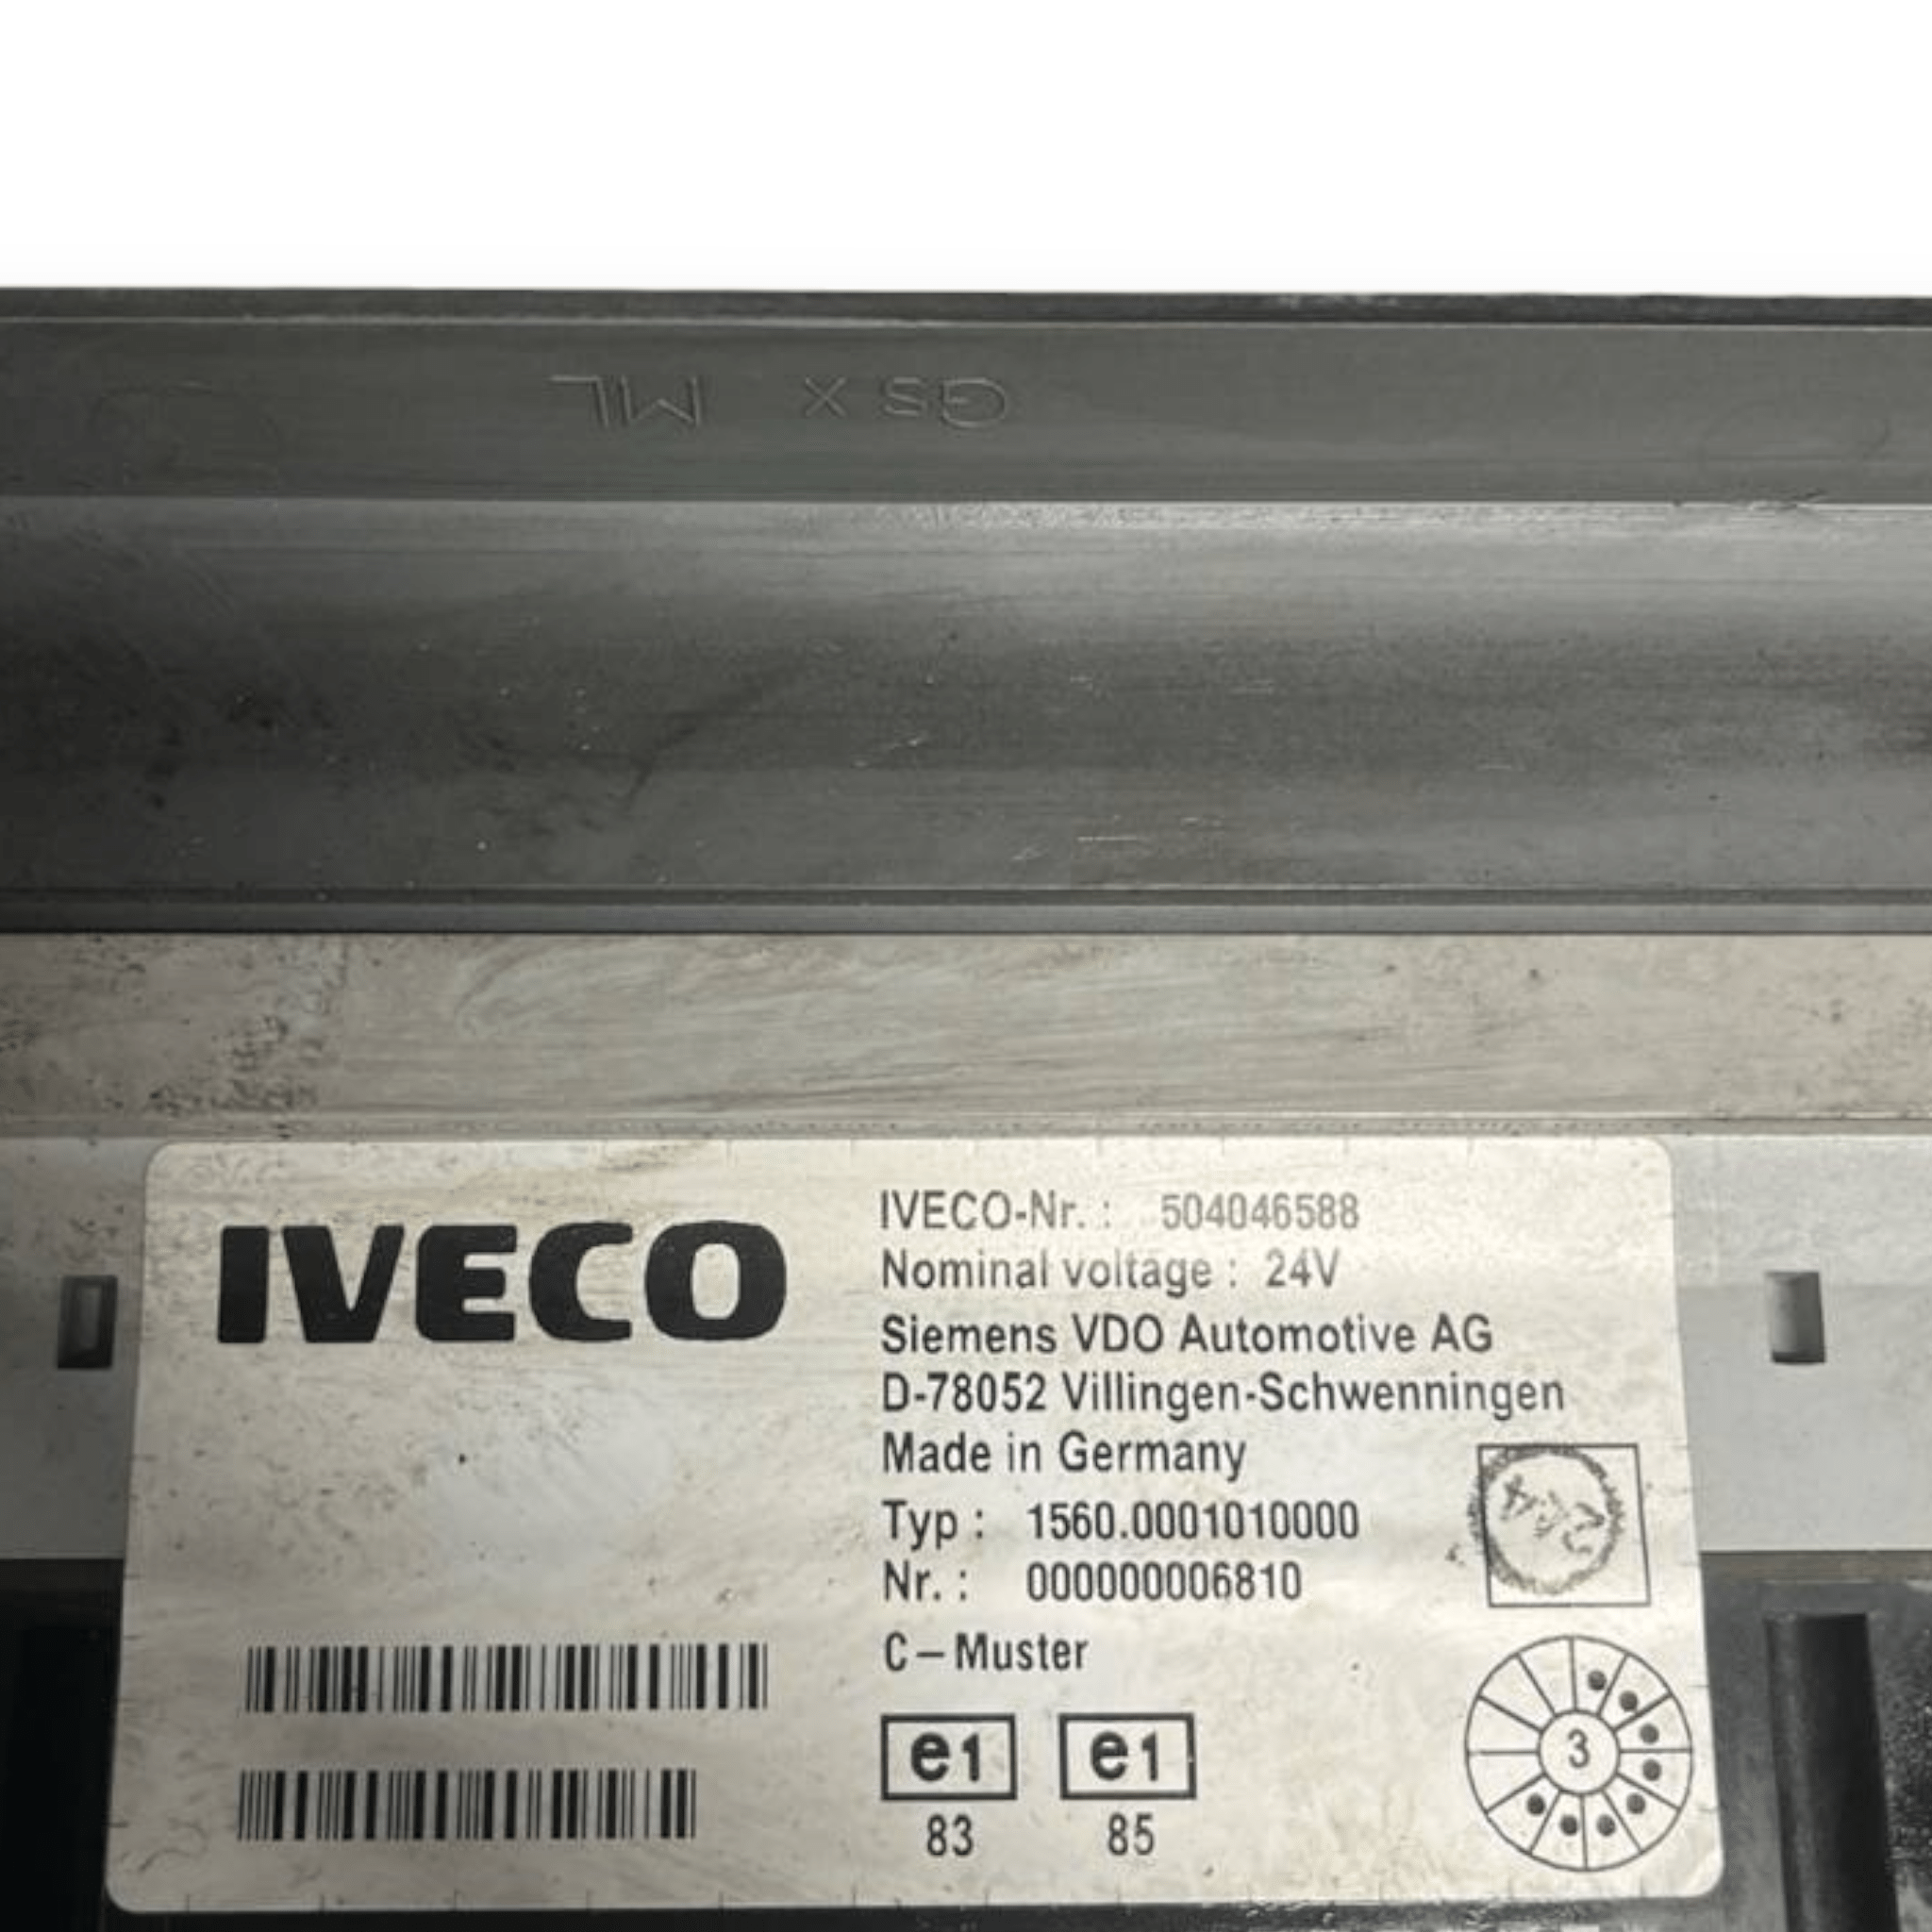 GS X ML
IVECO
IVECO-Nr. : 504046588
Nominal voltage : 24V
Siemens VDO Automotive AG
D-78052 Villingen-Schwenningen
Made in Germany
Typ : 1560.0001010000
Nr. : 000000006810
C – Muster
e1 e1
83 85
3